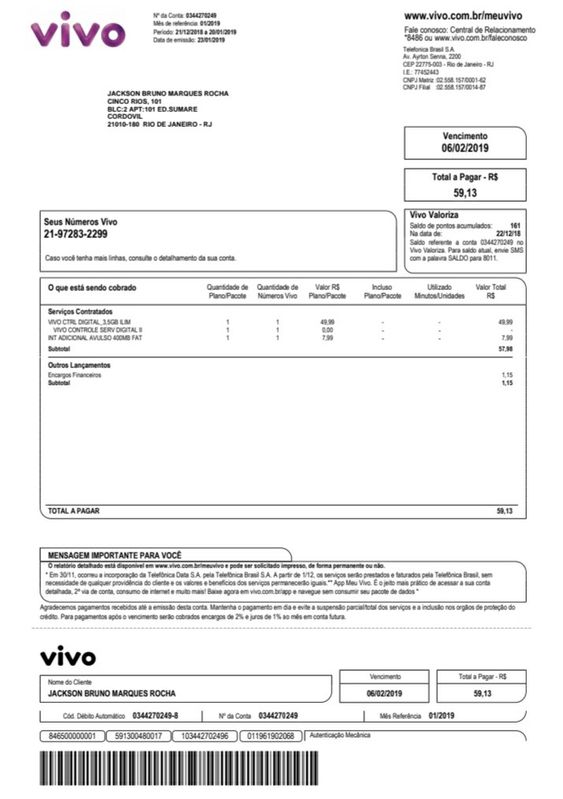 vivo
Nº da Conta: 0344270249
Mês de referência: 01/2019
Período: 21/12/2018 a 20/01/2019
Data de emissão: 23/01/2019
www.vivo.com.br/meuvivo
Fale conosco: Central de Relacionamento
*8486 ou www.vivo.com.br/faleconosco
Telefonica Brasil S.A.
Av. Ayrton Senna, 2200
CEP 22775-003 - Rio de Janeiro - RJ
I.E.: 77452443
CNPJ Matriz :02.558.157/0001-62
CNPJ Filial :02.558.157/0014-87
JACKSON BRUNO MARQUES ROCHA
CINCO RIOS, 101
BLC:2 APT:101 ED.SUMARE
CORDOVIL
21010-180 RIO DE JANEIRO - RJ
Vencimento
06/02/2019
Total a Pagar - R$
59,13
Seus Números Vivo
21-97283-2299
Caso você tenha mais linhas, consulte o detalhamento da sua conta.
Vivo Valoriza
Saldo de pontos acumulados: 161
Na data de: 22/12/18
Saldo referente a conta 0344270249 no
Vivo Valoriza. Para saldo atual, envie SMS
com a palavra SALDO para 8011.
O que está sendo cobrado Quantidade de Plano/Pacote Quantidade de Números Vivo Valor R$ Plano/Pacote Incluso Plano/Pacote Utilizado Minutos/Unidades Valor Total R$
Serviços Contratados
VIVO CTRL DIGITAL_3,5GB ILIM 1 1 49,99 - - 49,99
VIVO CONTROLE SERV DIGITAL II 1 1 0,00 - - -
INT ADICIONAL AVULSO 400MB FAT 1 1 7,99 - - 7,99
Subtotal 57,98
Outros Lançamentos
Encargos Financeiros 1,15
Subtotal 1,15
TOTAL A PAGAR 59,13
MENSAGEM IMPORTANTE PARA VOCÊ
O relatório detalhado está disponível em www.vivo.com.br/meuvivo e pode ser solicitado impresso, de forma permanente ou não.
* Em 30/11, ocorreu a incorporação da Telefônica Data S.A. pela Telefônica Brasil S.A. A partir de 1/12, os serviços serão prestados e faturados pela Telefônica Brasil, sem
necessidade de qualquer providência do cliente e os valores e benefícios dos serviços permanecerão iguais.** App Meu Vivo. É o jeito mais prático de acessar a sua conta
detalhada, 2ª via de conta, consumo de internet e muito mais! Baixe agora em vivo.com.br/app e navegue sem consumir seu pacote de dados *
Agradecemos pagamentos recebidos até a emissão desta conta. Mantenha o pagamento em dia e evite a suspensão parcial/total dos serviços e a inclusão nos orgãos de proteção do
crédito. Para pagamentos após o vencimento serão cobrados encargos de 2% e juros de 1% ao mês em conta futura.
vivo
Nome do Cliente
JACKSON BRUNO MARQUES ROCHA
Vencimento
06/02/2019
Total a Pagar - R$
59,13
Cód. Débito Automático 0344270249-8 Nº da Conta 0344270249 Mês Referência 01/2019
846500000001 591300480017 103442702496 011961902068 Autenticação Mecânica